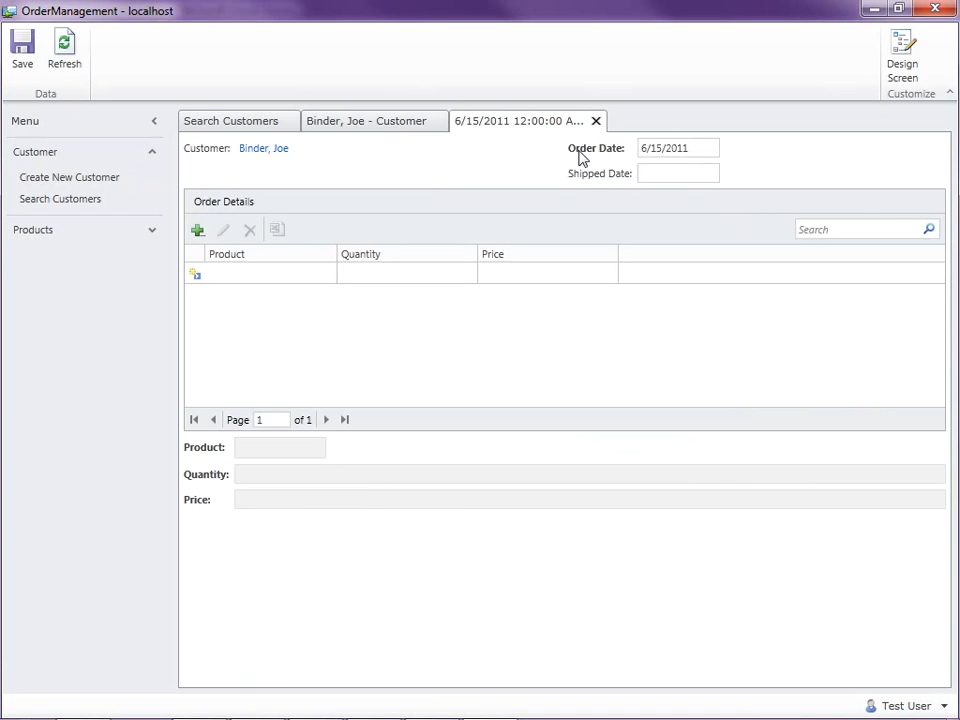 OrderManagement - localhost
Save
Refresh
Design Screen
Data
Customize
Menu
Search Customers
Binder, Joe - Customer
6/15/2011 12:00:00 A...
Customer
Create New Customer
Search Customers
Products
Customer:
Binder, Joe
Order Date:
6/15/2011
Shipped Date:
Order Details
Search
Product
Quantity
Price
Page
1
of 1
Product:
Quantity:
Price:
Test User